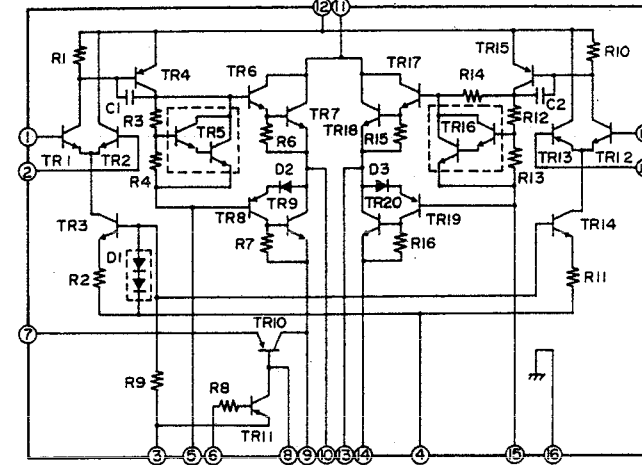 12 11
R1 TR4 TR6 TR17 TR15 R10
R14
C1 R3 TR5 TR7 TR18 TR16 R12 C2
1 R6 R15
TR1 TR2 TR13 TR12
2 R4 D2 D3 R13
TR9 TR20
TR3 TR8 TR19 TR14
R7 R16
D1
R2 R11
7 TR10
R9 R8
TR11
3 5 6 8 9 10 13 14 4 15 16